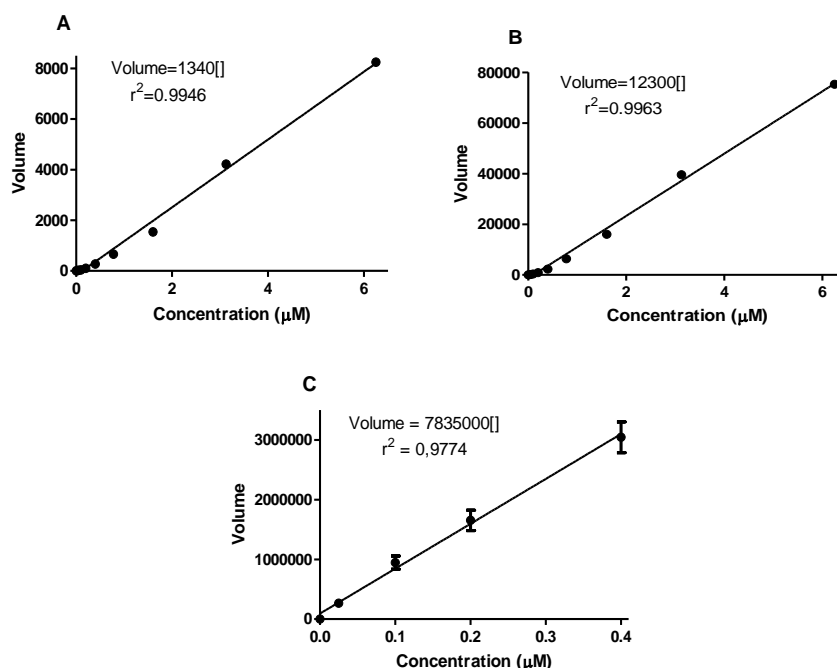 A
Volume=1340[]
r²=0.9946
8000
6000
4000
2000
0
Volume
0 2 4 6
Concentration (μM)
B
Volume=12300[]
r²=0.9963
80000
60000
40000
20000
0
Volume
0 2 4 6
Concentration (μM)
C
Volume = 7835000[]
r² = 0,9774
3000000
2000000
1000000
0
Volume
0.0 0.1 0.2 0.3 0.4
Concentration (μM)